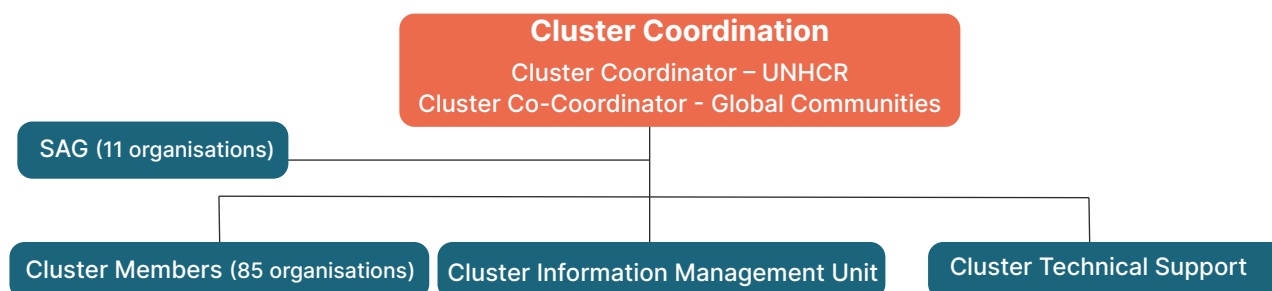 Cluster Coordination
Cluster Coordinator – UNHCR
Cluster Co-Coordinator - Global Communities
SAG (11 organisations)
Cluster Members (85 organisations)
Cluster Information Management Unit
Cluster Technical Support